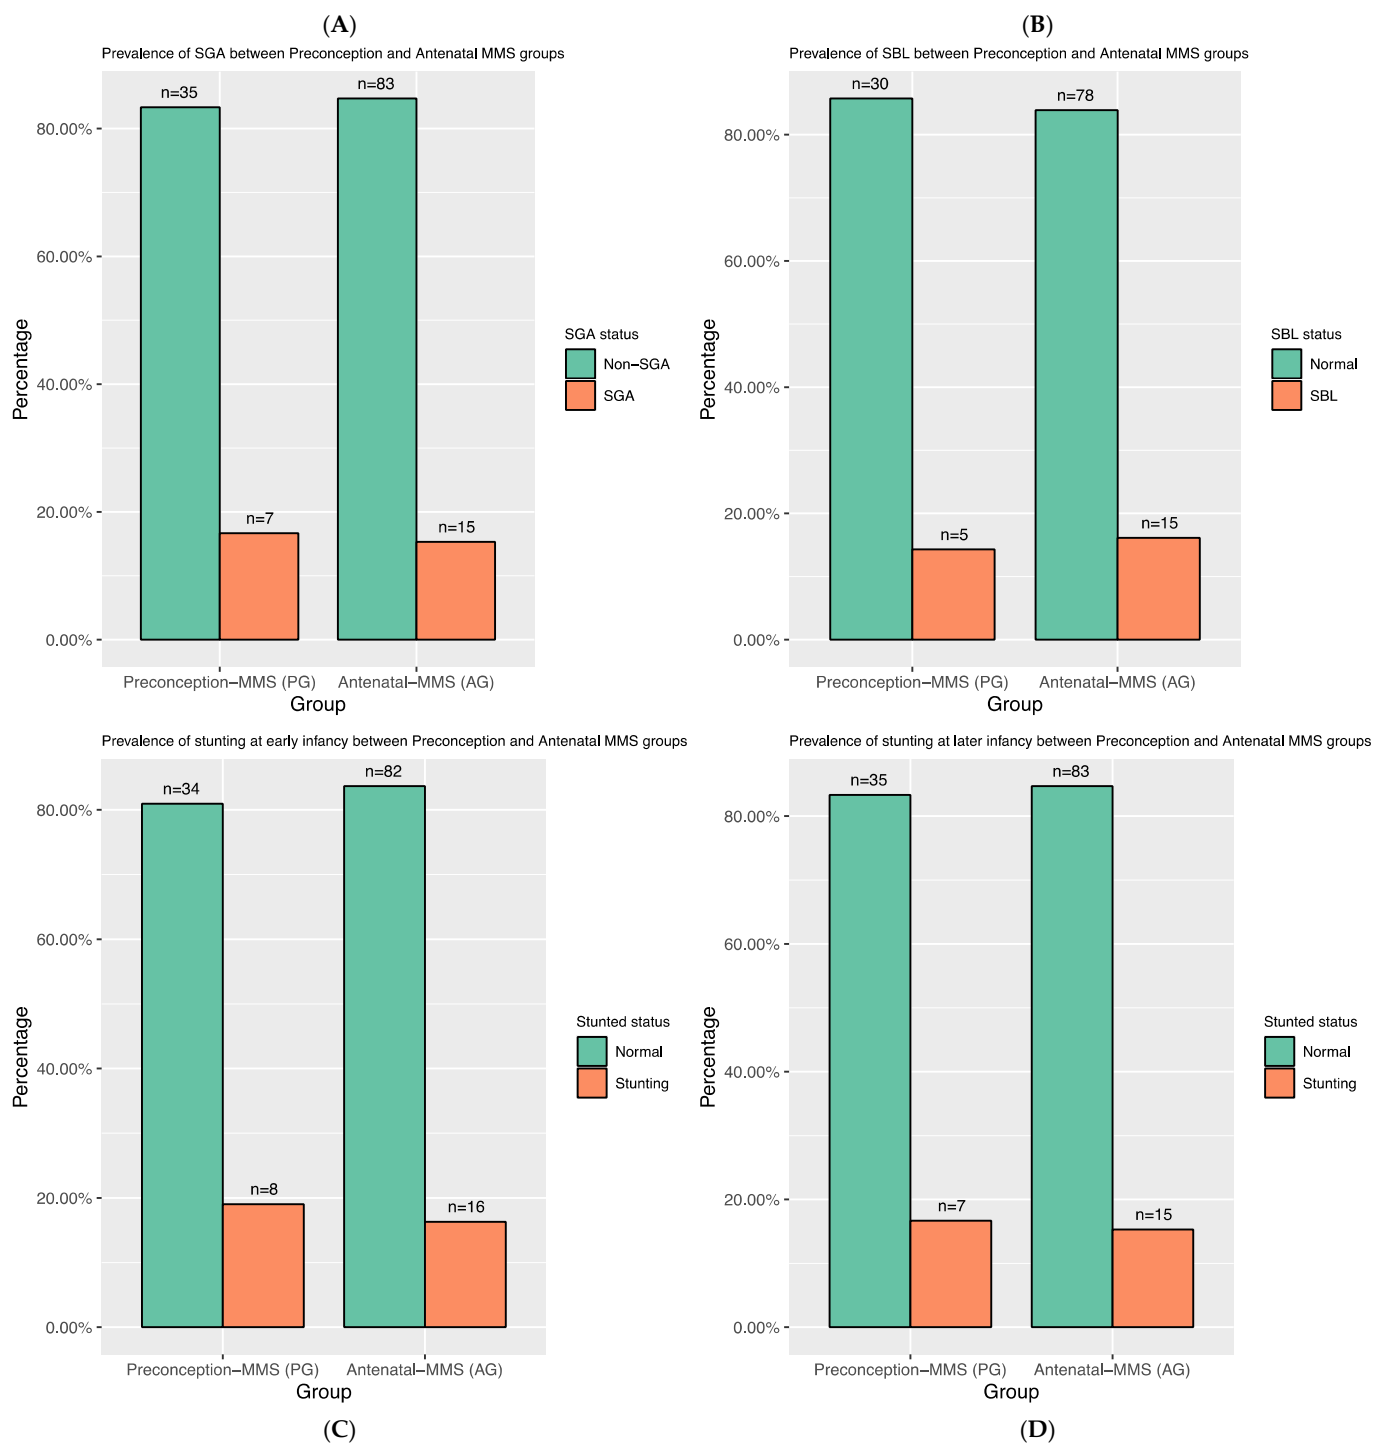 (A)
Prevalence of SGA between Preconception and Antenatal MMS groups
n=35
n=83
80.00%
60.00%
40.00%
20.00%
0.00%
n=7
n=15
Percentage
Preconception−MMS (PG)
Antenatal−MMS (AG)
Group
SGA status
Non−SGA
SGA
(B)
Prevalence of SBL between Preconception and Antenatal MMS groups
n=30
n=78
80.00%
60.00%
40.00%
20.00%
0.00%
n=5
n=15
Percentage
Preconception−MMS (PG)
Antenatal−MMS (AG)
Group
SBL status
Normal
SBL
Prevalence of stunting at early infancy between Preconception and Antenatal MMS groups
n=34
n=82
80.00%
60.00%
40.00%
20.00%
0.00%
n=8
n=16
Percentage
Preconception−MMS (PG)
Antenatal−MMS (AG)
Group
Stunted status
Normal
Stunting
(C)
Prevalence of stunting at later infancy between Preconception and Antenatal MMS groups
n=35
n=83
80.00%
60.00%
40.00%
20.00%
0.00%
n=7
n=15
Percentage
Preconception−MMS (PG)
Antenatal−MMS (AG)
Group
Stunted status
Normal
Stunting
(D)